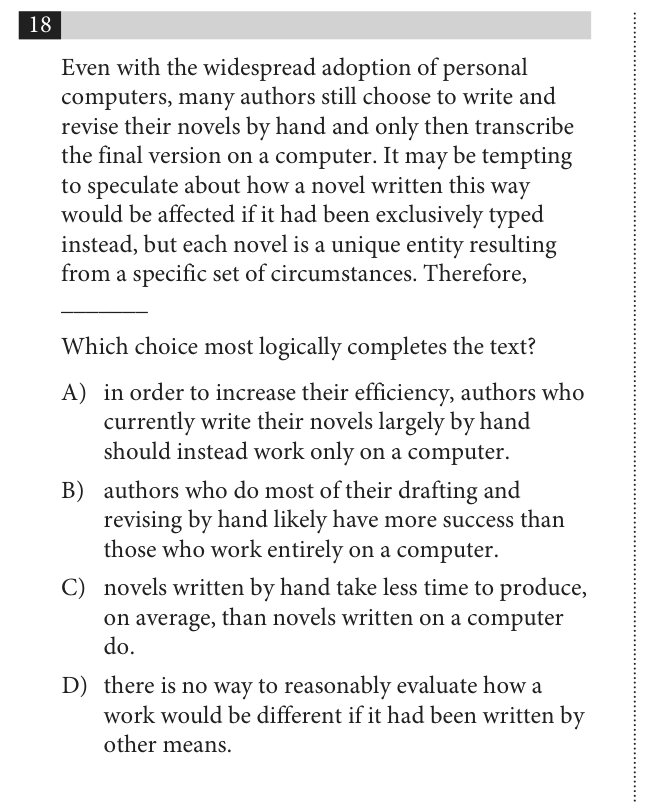 18
Even with the widespread adoption of personal
computers, many authors still choose to write and
revise their novels by hand and only then transcribe
the final version on a computer. It may be tempting
to speculate about how a novel written this way
would be affected if it had been exclusively typed
instead, but each novel is a unique entity resulting
from a specific set of circumstances. Therefore,
_______
Which choice most logically completes the text?
A) in order to increase their efficiency, authors who
currently write their novels largely by hand
should instead work only on a computer.
B) authors who do most of their drafting and
revising by hand likely have more success than
those who work entirely on a computer.
C) novels written by hand take less time to produce,
on average, than novels written on a computer
do.
D) there is no way to reasonably evaluate how a
work would be different if it had been written by
other means.